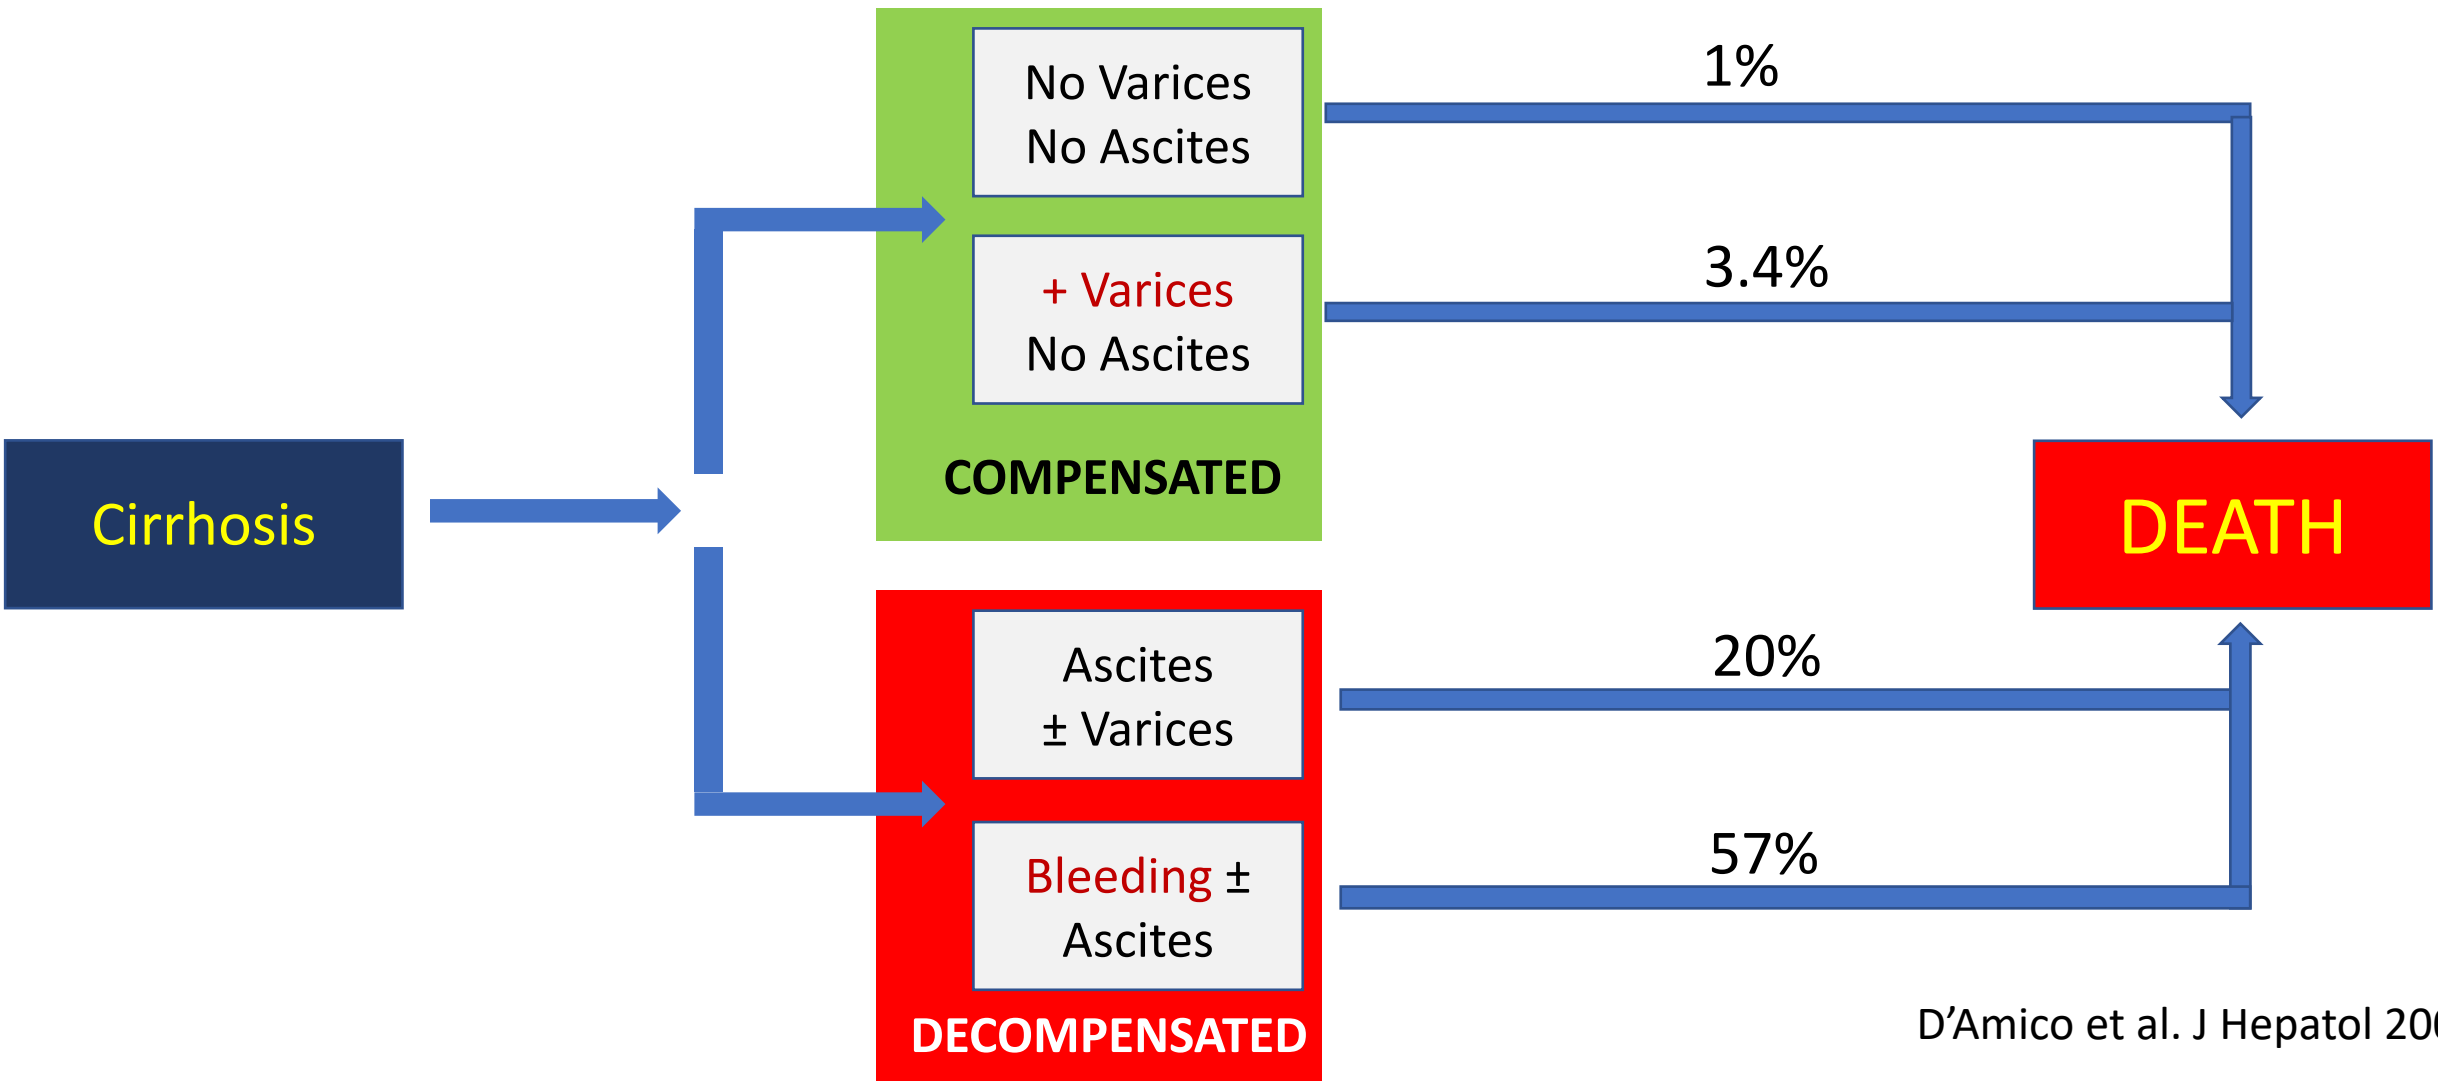 No Varices
No Ascites
1%
+ Varices
No Ascites
3.4%
COMPENSATED
Cirrhosis
DEATH
Ascites
± Varices
20%
Bleeding ±
Ascites
57%
DECOMPENSATED
D’Amico et al. J Hepatol